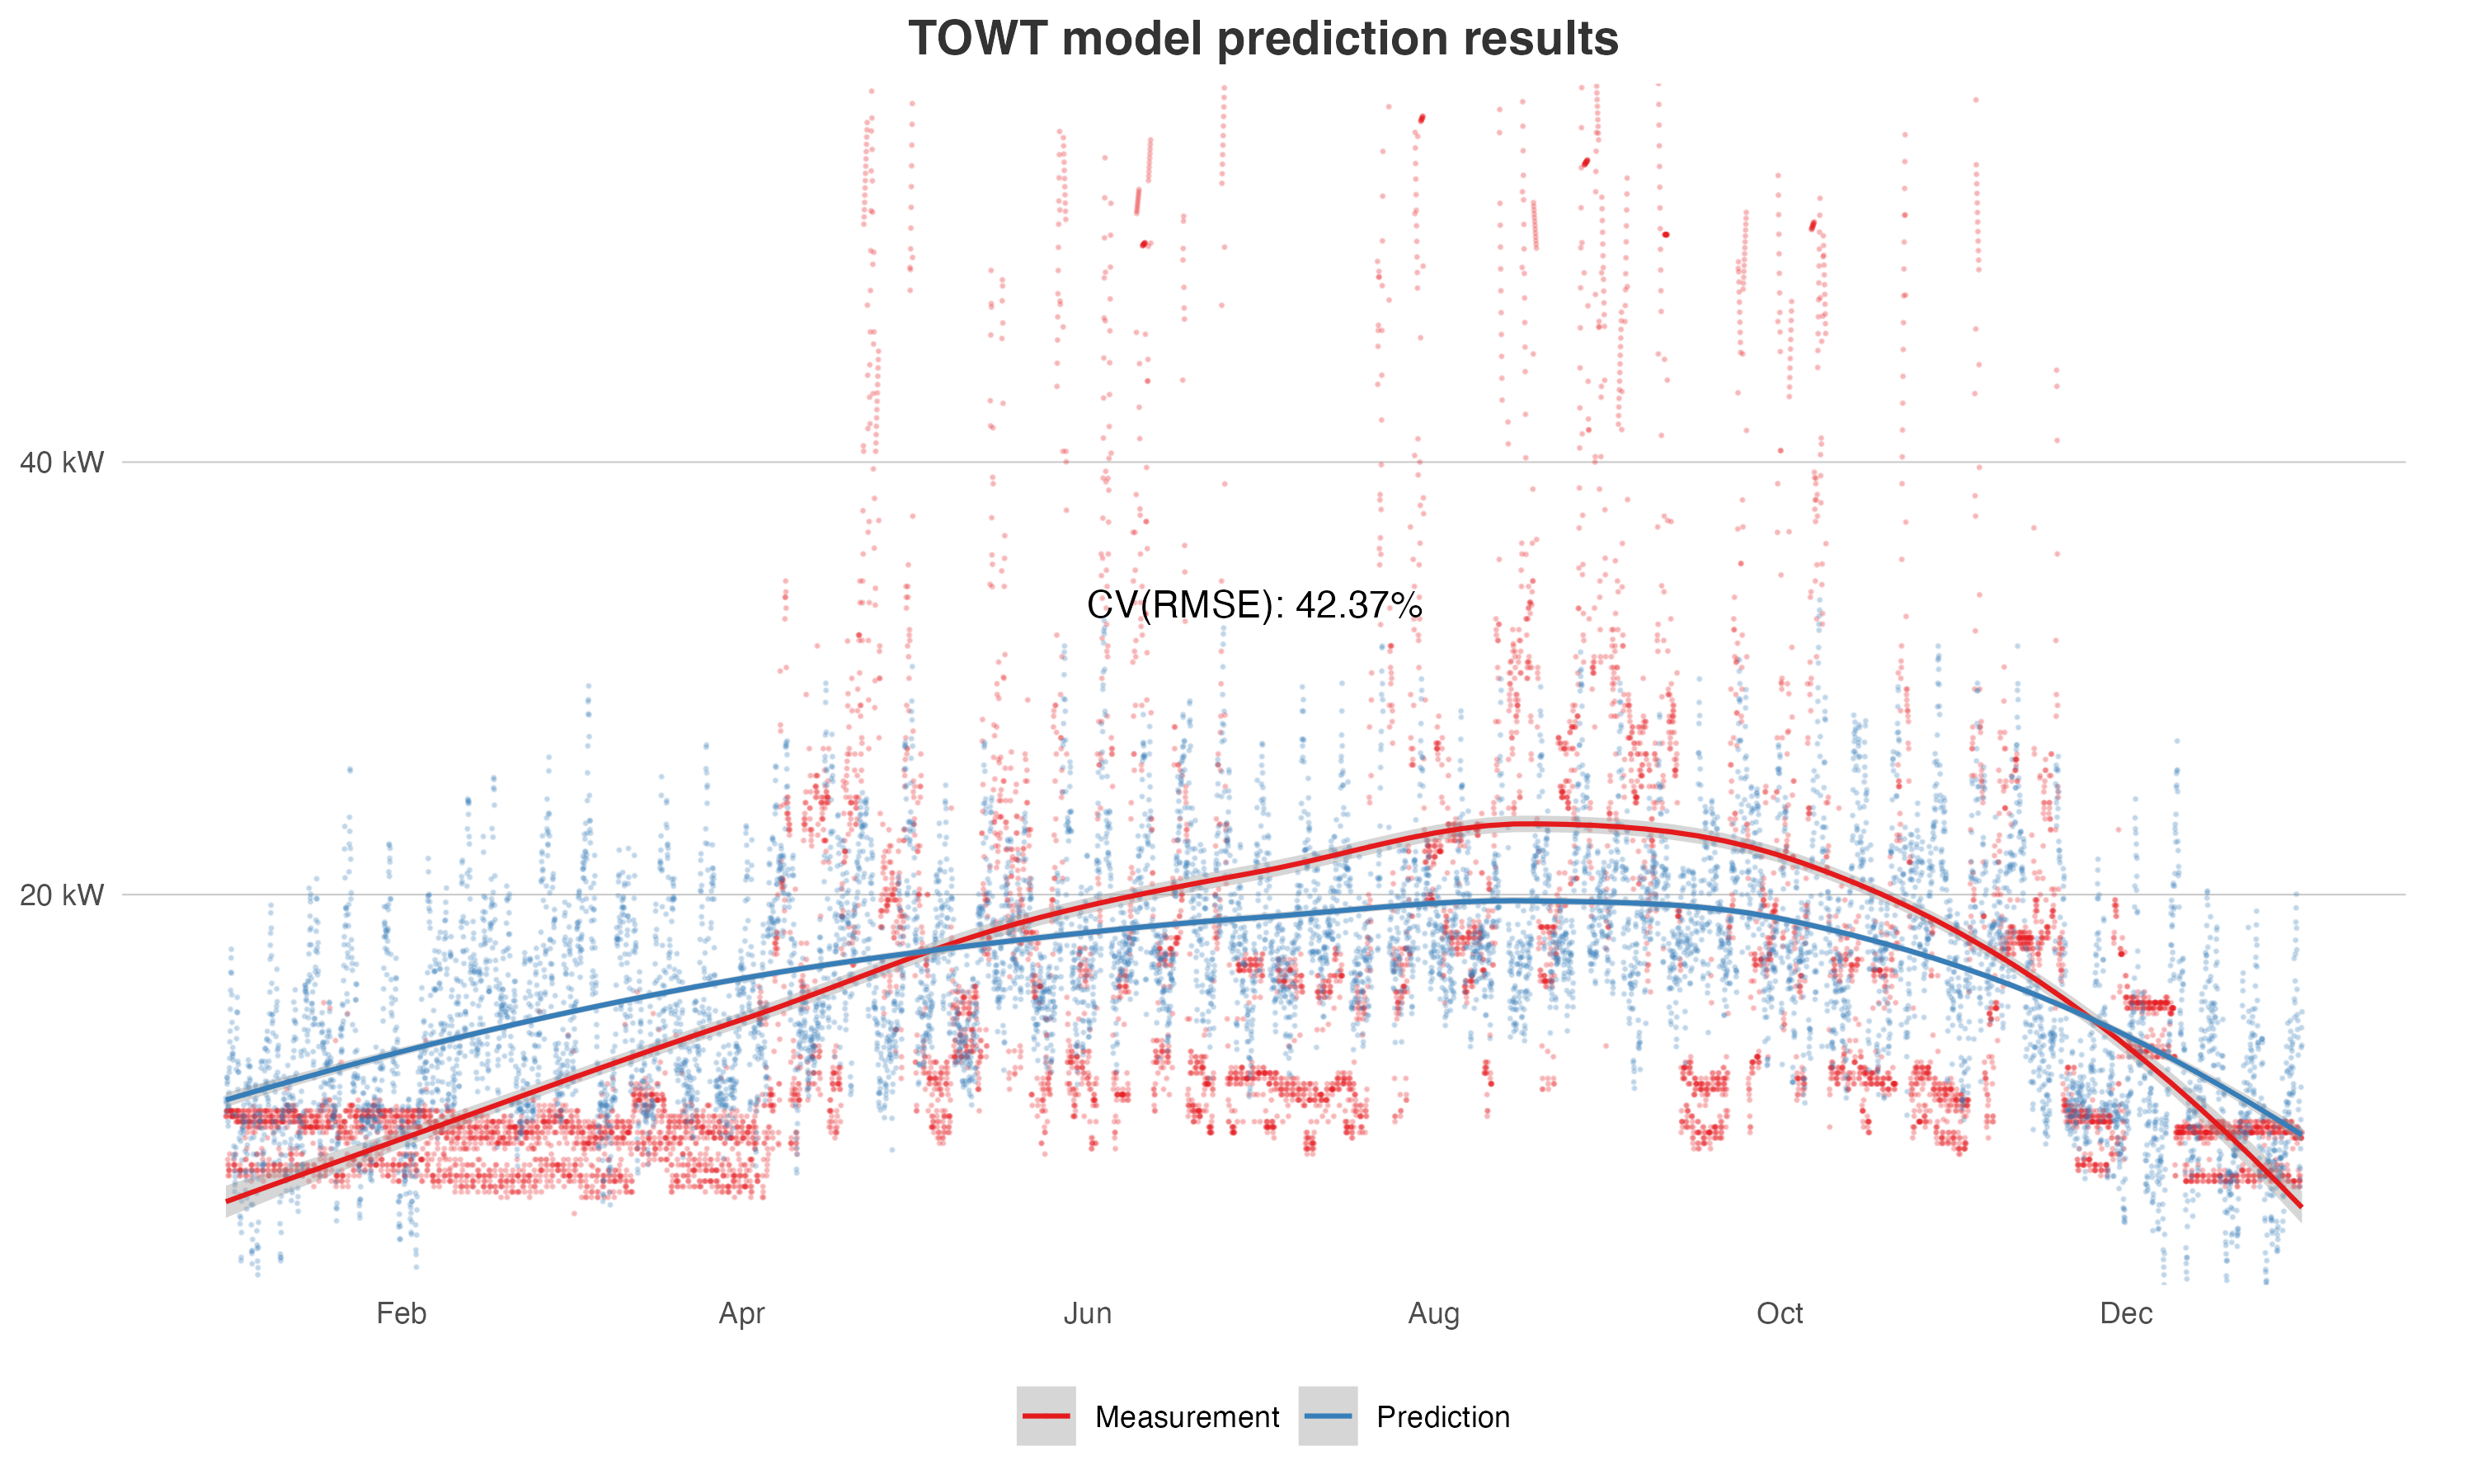 TOWT model prediction results
40 kW
CV(RMSE): 42.37%
20 kW
Feb Apr Jun Aug Oct Dec
Measurement Prediction